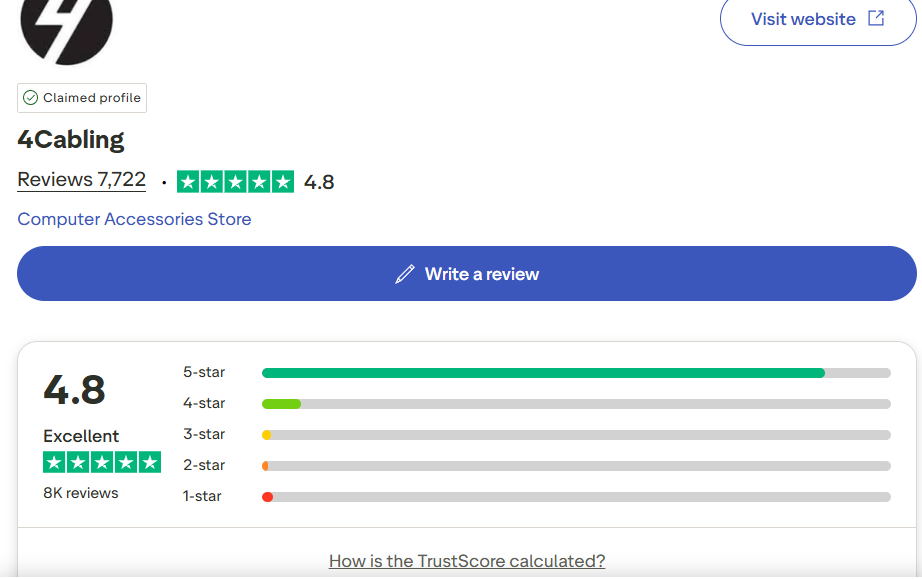 4
Visit website
Claimed profile
4Cabling
Reviews 7,722 • 4.8
Computer Accessories Store
Write a review
4.8
Excellent
8K reviews
5-star
4-star
3-star
2-star
1-star
How is the TrustScore calculated?